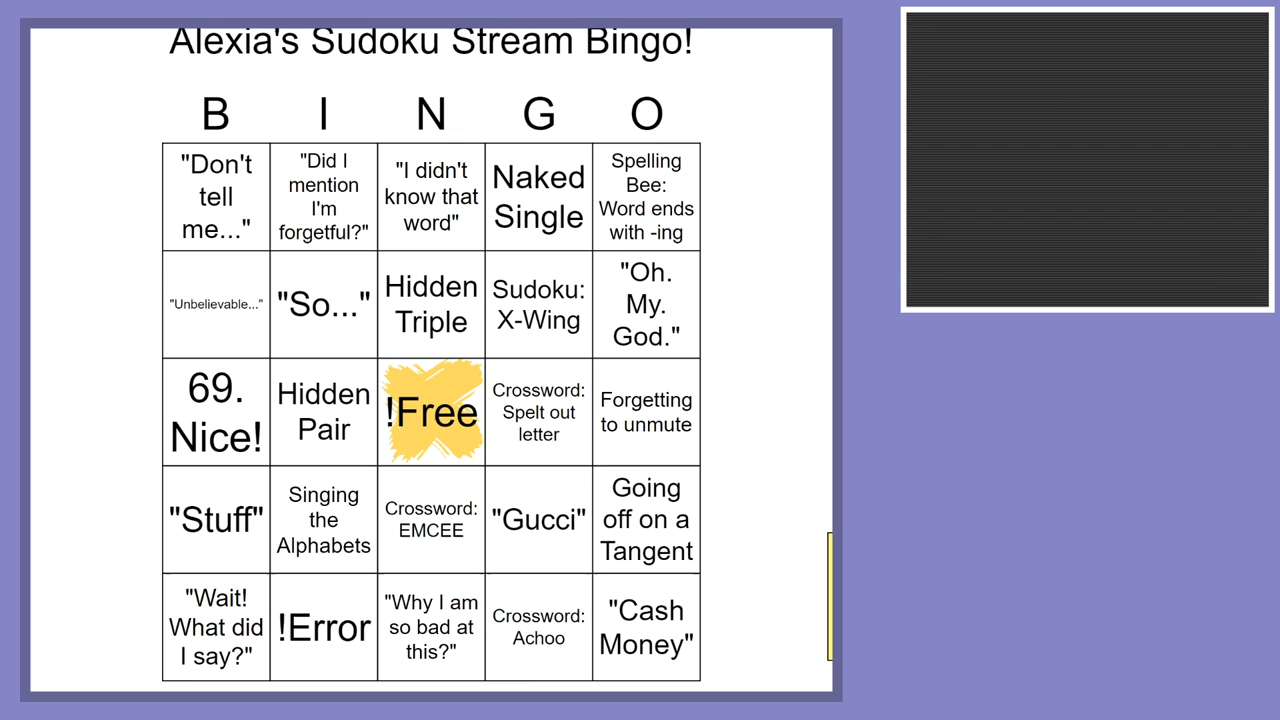 Alexia's Sudoku Stream Bingo!
B I N G O
"Don't
tell
me..."
"Did I
mention
I'm
forgetful?"
"I didn't
know that
word"
Naked
Single
Spelling
Bee:
Word ends
with -ing
"Unbelievable..."
"So..."
Hidden
Triple
Sudoku:
X-Wing
"Oh.
My.
God."
69.
Nice!
Hidden
Pair
!Free
Crossword:
Spelt out
letter
Forgetting
to unmute
"Stuff"
Singing
the
Alphabets
Crossword:
EMCEE
"Gucci"
Going
off on a
Tangent
"Wait!
What did
I say?"
!Error
"Why I am
so bad at
this?"
Crossword:
Achoo
"Cash
Money"